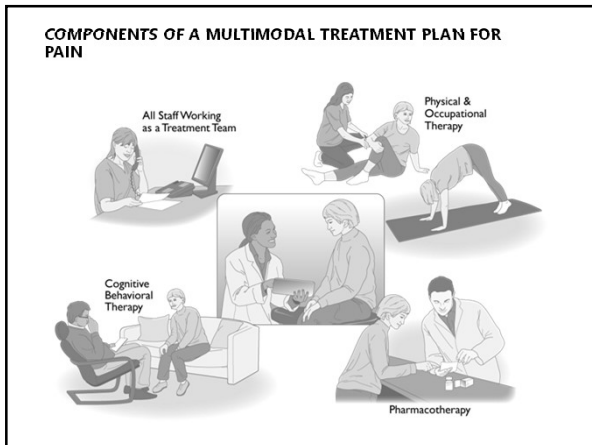 COMPONENTS OF A MULTIMODAL TREATMENT PLAN FOR
PAIN
All Staff Working
as a Treatment Team
Physical &
Occupational
Therapy
Cognitive
Behavioral
Therapy
Pharmacotherapy